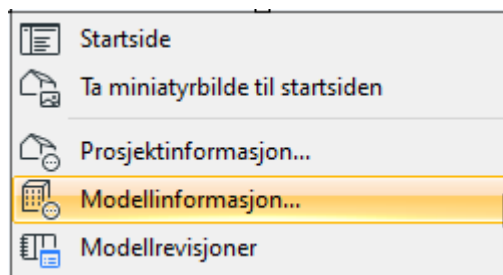 Startside
Ta miniatyrbilde til startsiden
Prosjektinformasjon...
Modellinformasjon...
Modellrevisjoner